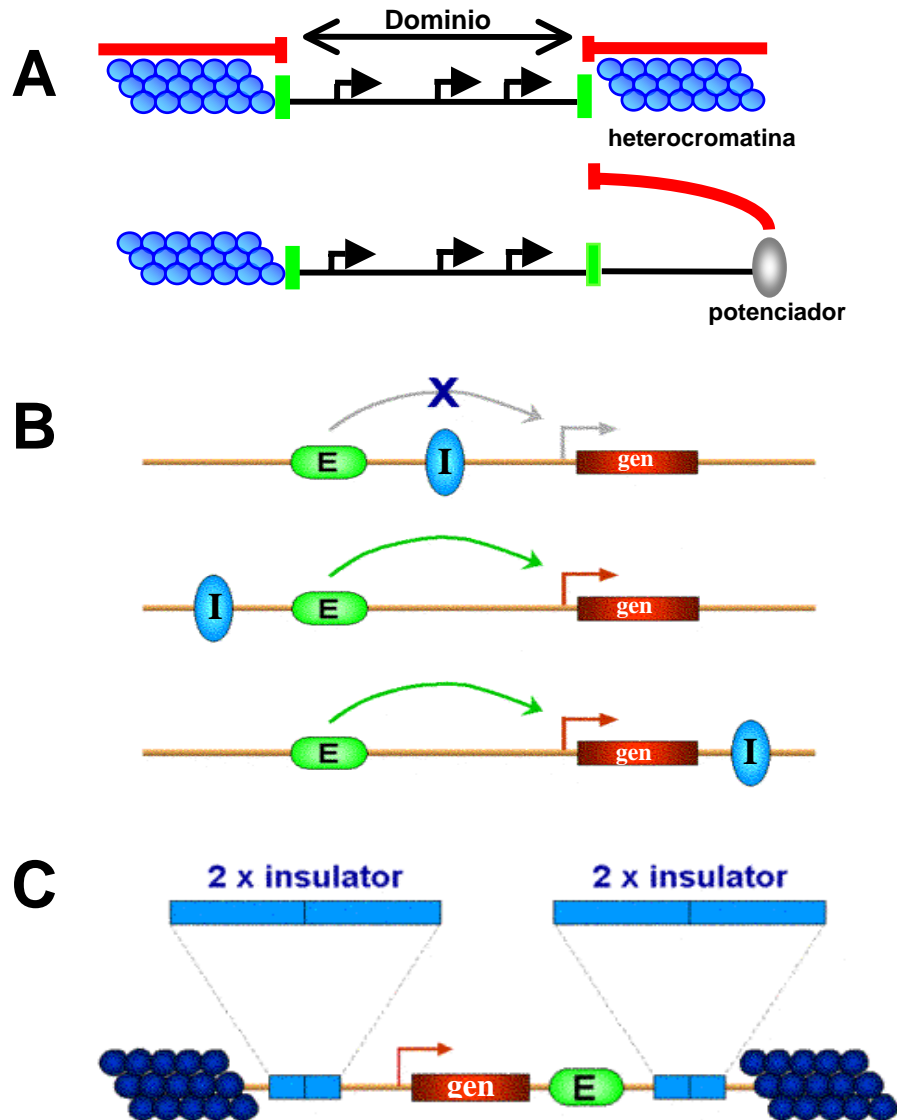 A
Dominio
heterocromatina
potenciador
B
X
E
I
gen
I
E
gen
E
gen
I
C
2 x insulator
2 x insulator
gen
E